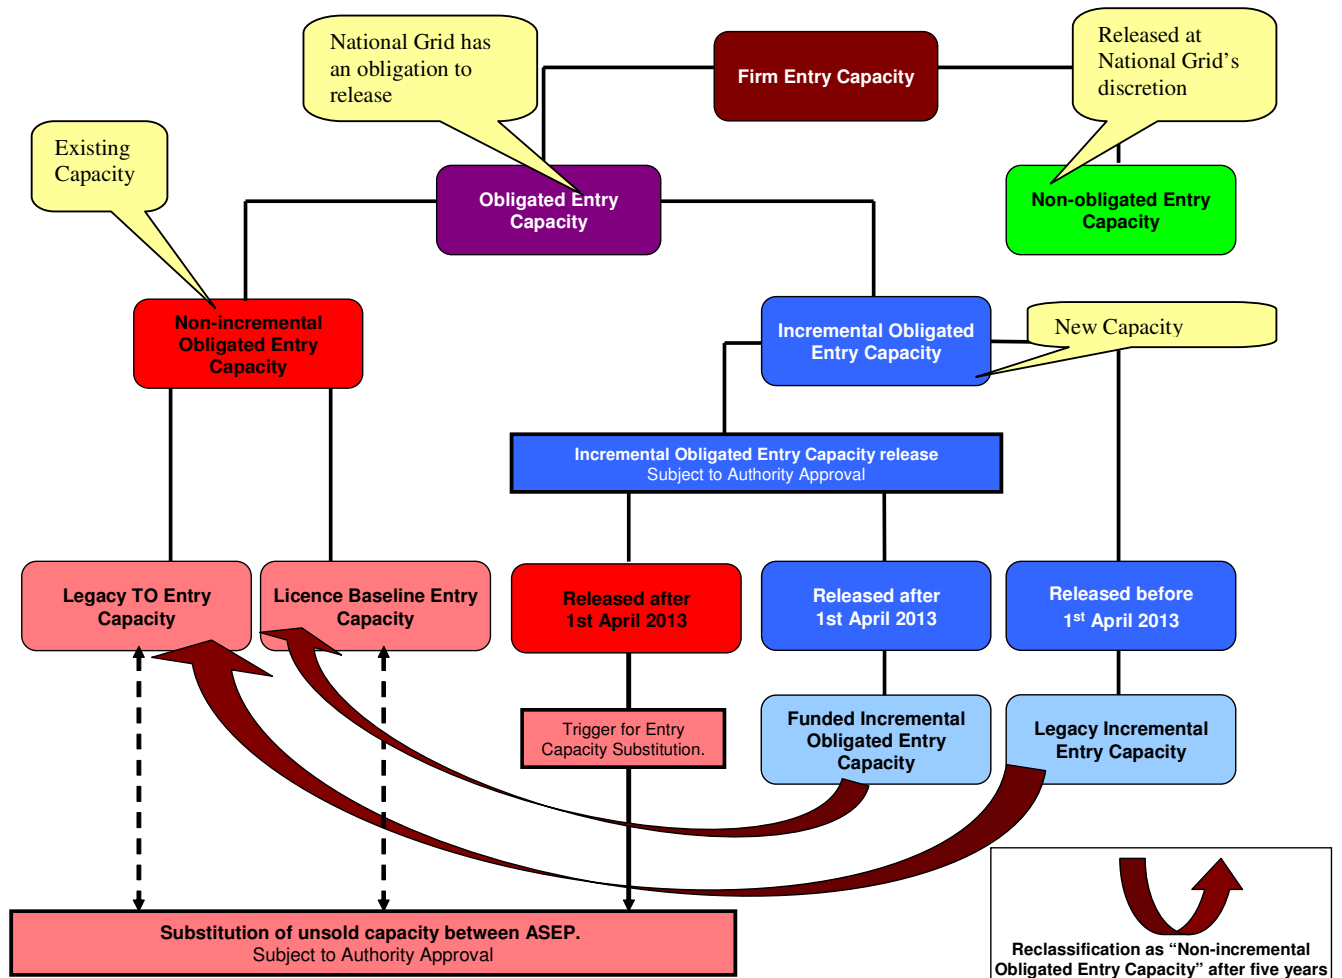 National Grid has
an obligation to
release
Firm Entry Capacity
Released at
National Grid's
discretion
Existing
Capacity
Obligated Entry
Capacity
Non-obligated Entry
Capacity
Non-incremental
Obligated Entry
Capacity
Incremental Obligated
Entry Capacity
New Capacity
Incremental Obligated Entry Capacity release
Subject to Authority Approval
Legacy TO Entry
Capacity
Licence Baseline Entry
Capacity
Released after
1st April 2013
Released after
1st April 2013
Released before
1st April 2013
Trigger for Entry
Capacity Substitution.
Funded Incremental
Obligated Entry
Capacity
Legacy Incremental
Entry Capacity
Substitution of unsold capacity between ASEP.
Subject to Authority Approval
Reclassification as “Non-incremental
Obligated Entry Capacity” after five years